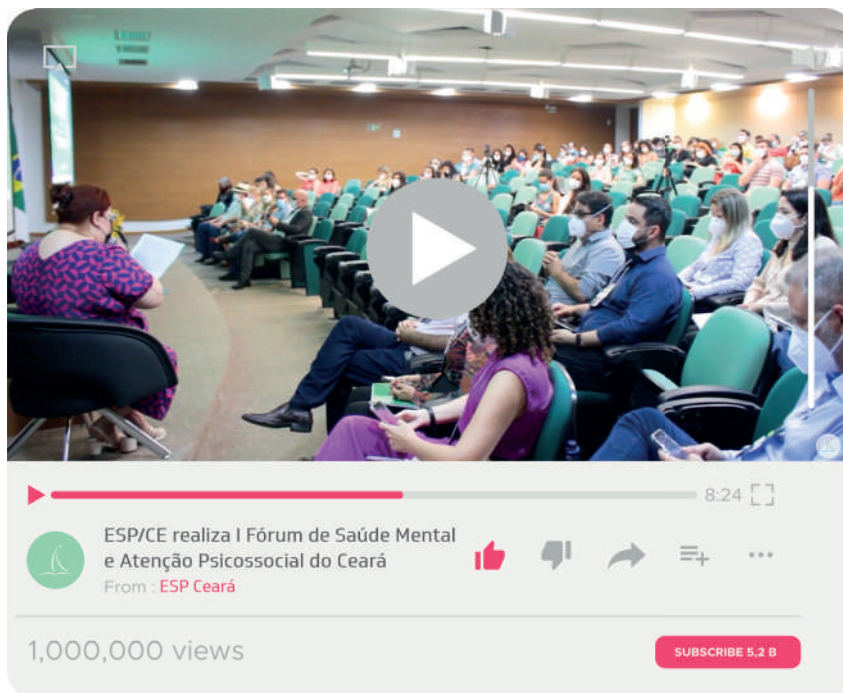 8:24
ESP/CE realiza I Fórum de Saúde Mental
e Atenção Psicossocial do Ceará
From : ESP Ceará
1,000,000 views
SUBSCRIBE 5,2 B